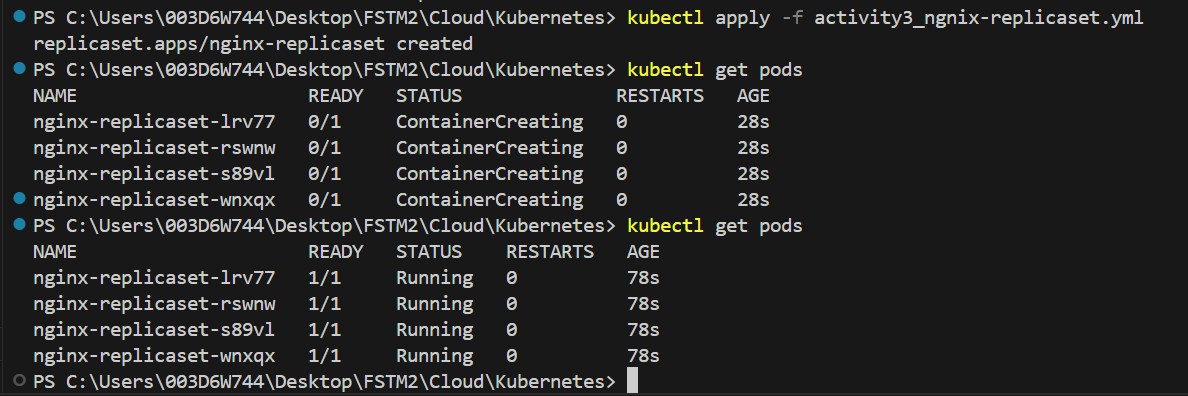 PS C:\Users\003D6W744\Desktop\FSTM2\Cloud\Kubernetes> kubectl apply -f activity3_ngnix-replicaset.yml
replicaset.apps/nginx-replicaset created
PS C:\Users\003D6W744\Desktop\FSTM2\Cloud\Kubernetes> kubectl get pods
NAME                     READY   STATUS              RESTARTS   AGE
nginx-replicaset-lrv77   0/1     ContainerCreating   0          28s
nginx-replicaset-rswnw   0/1     ContainerCreating   0          28s
nginx-replicaset-s89vl   0/1     ContainerCreating   0          28s
nginx-replicaset-wnxqx   0/1     ContainerCreating   0          28s
PS C:\Users\003D6W744\Desktop\FSTM2\Cloud\Kubernetes> kubectl get pods
NAME                     READY   STATUS    RESTARTS   AGE
nginx-replicaset-lrv77   1/1     Running   0          78s
nginx-replicaset-rswnw   1/1     Running   0          78s
nginx-replicaset-s89vl   1/1     Running   0          78s
nginx-replicaset-wnxqx   1/1     Running   0          78s
PS C:\Users\003D6W744\Desktop\FSTM2\Cloud\Kubernetes>